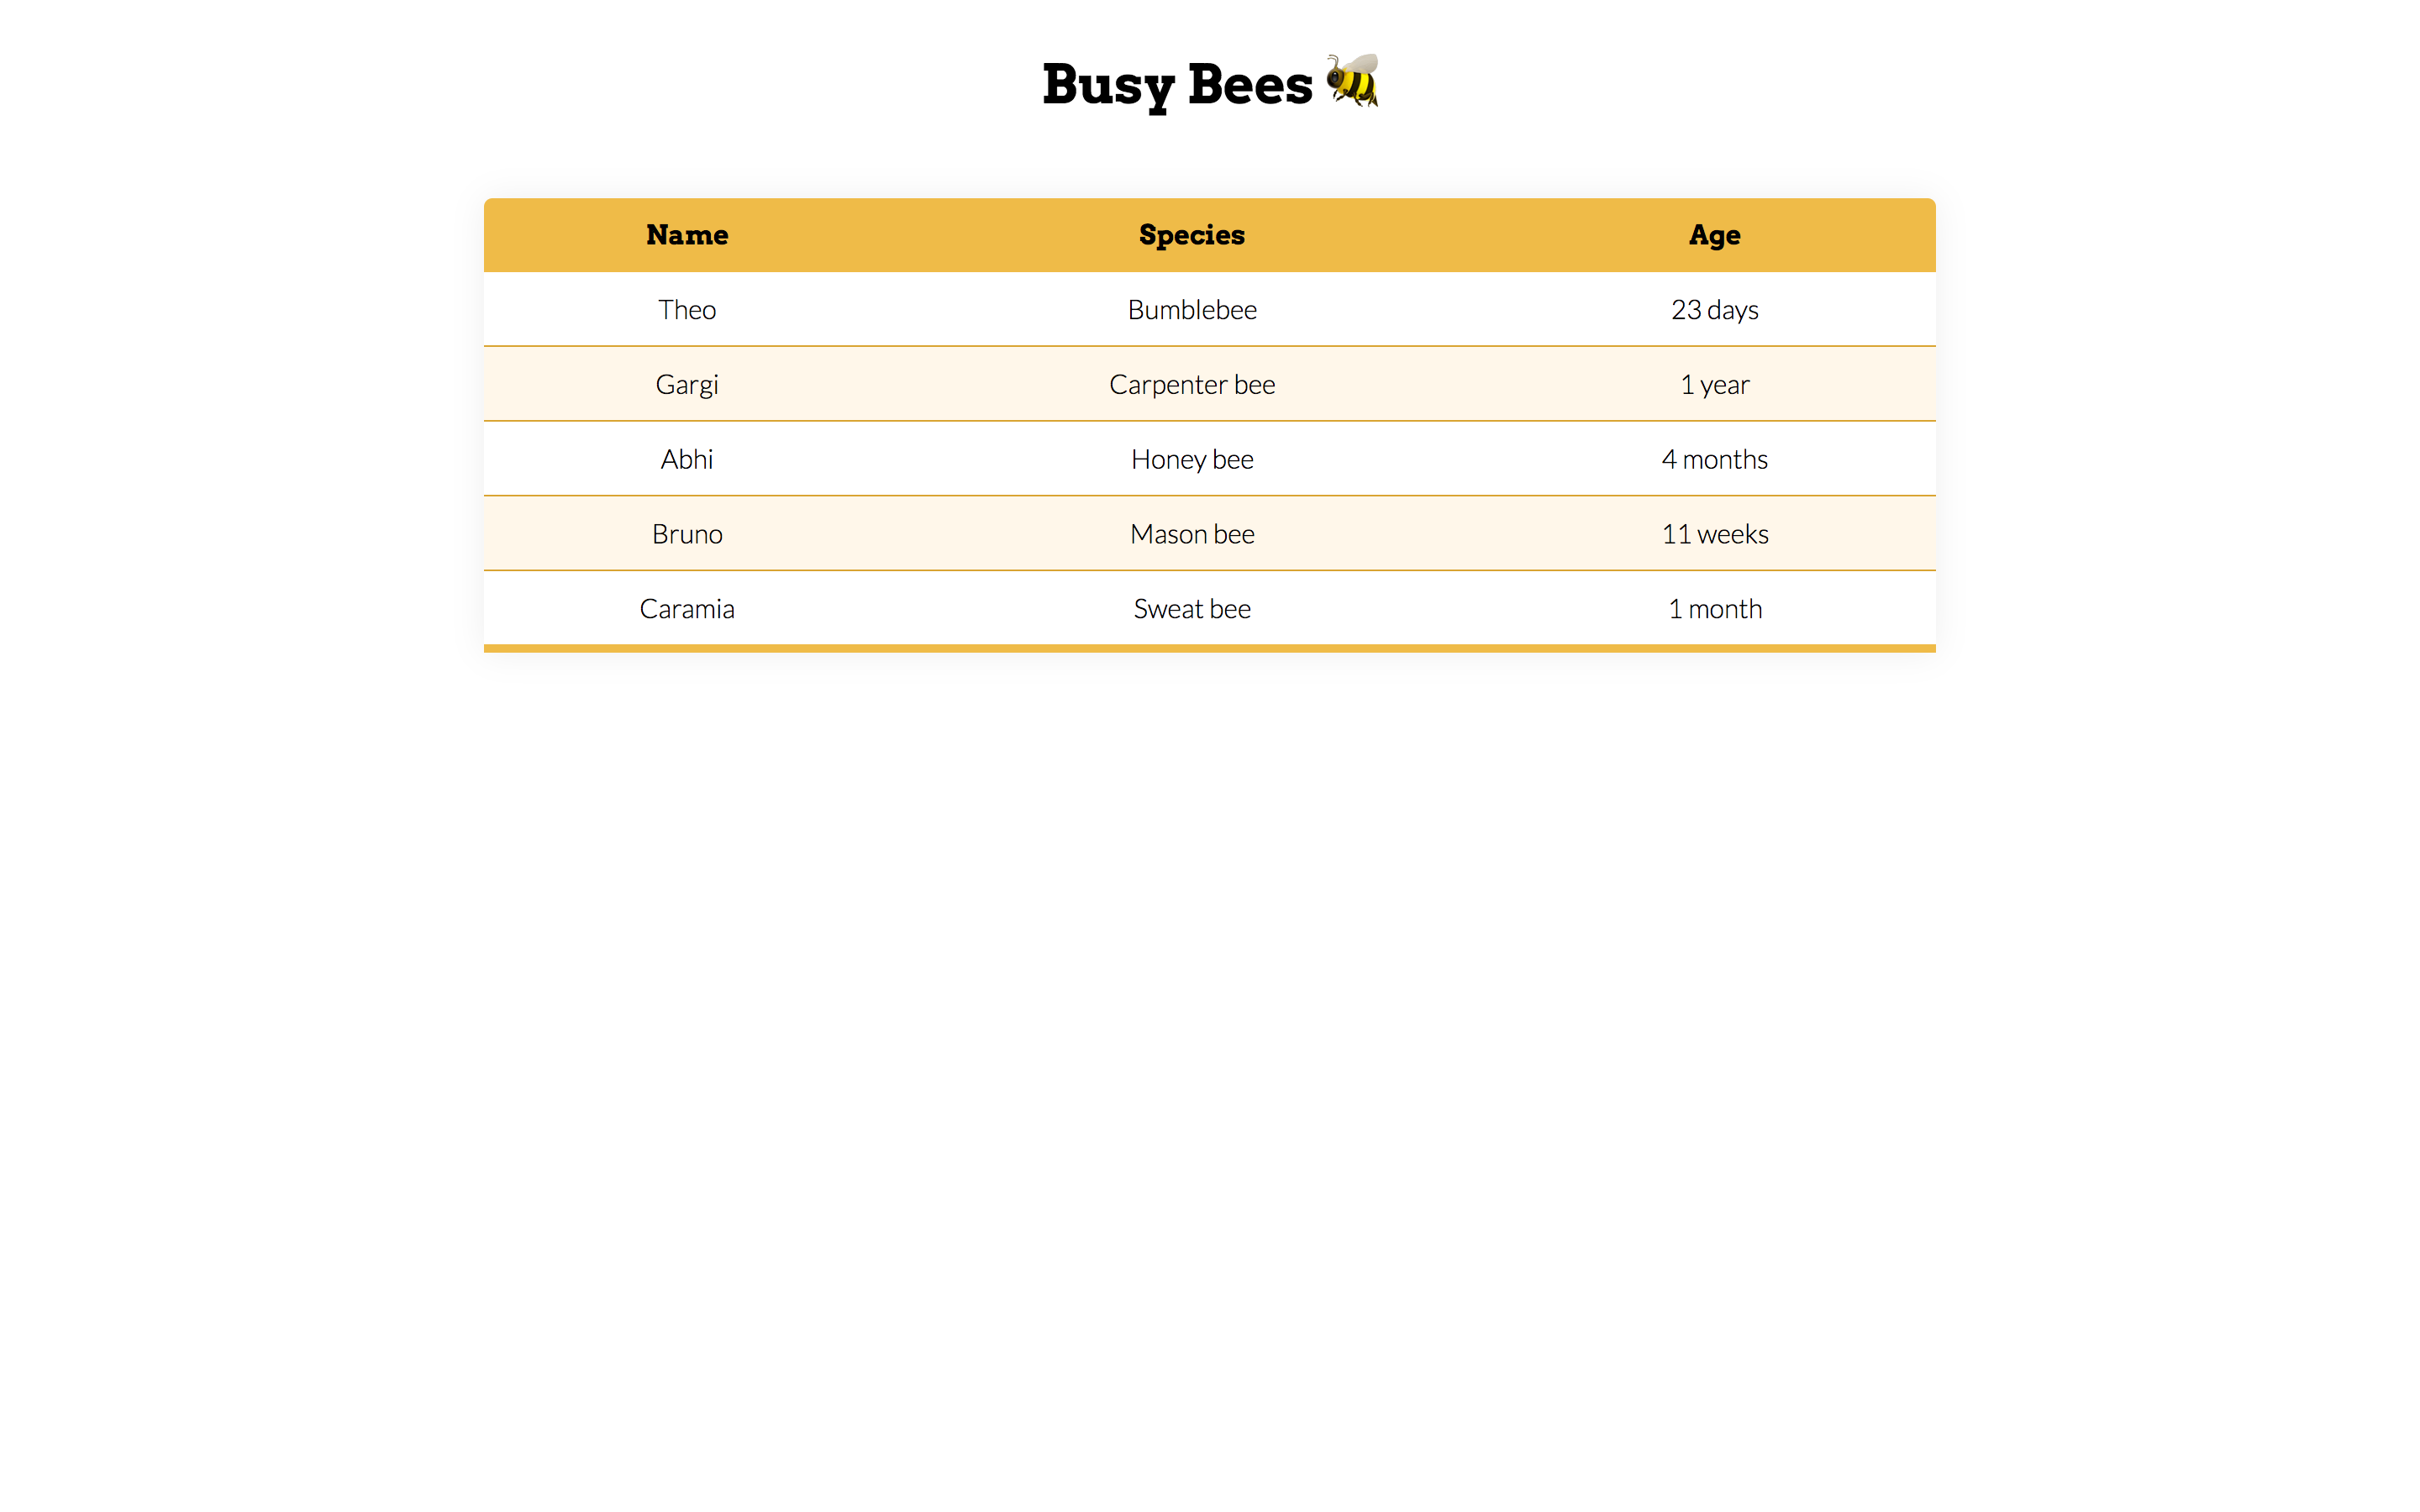 Busy Bees 🐝
Name Species Age
Theo Bumblebee 23 days
Gargi Carpenter bee 1 year
Abhi Honey bee 4 months
Bruno Mason bee 11 weeks
Caramia Sweat bee 1 month